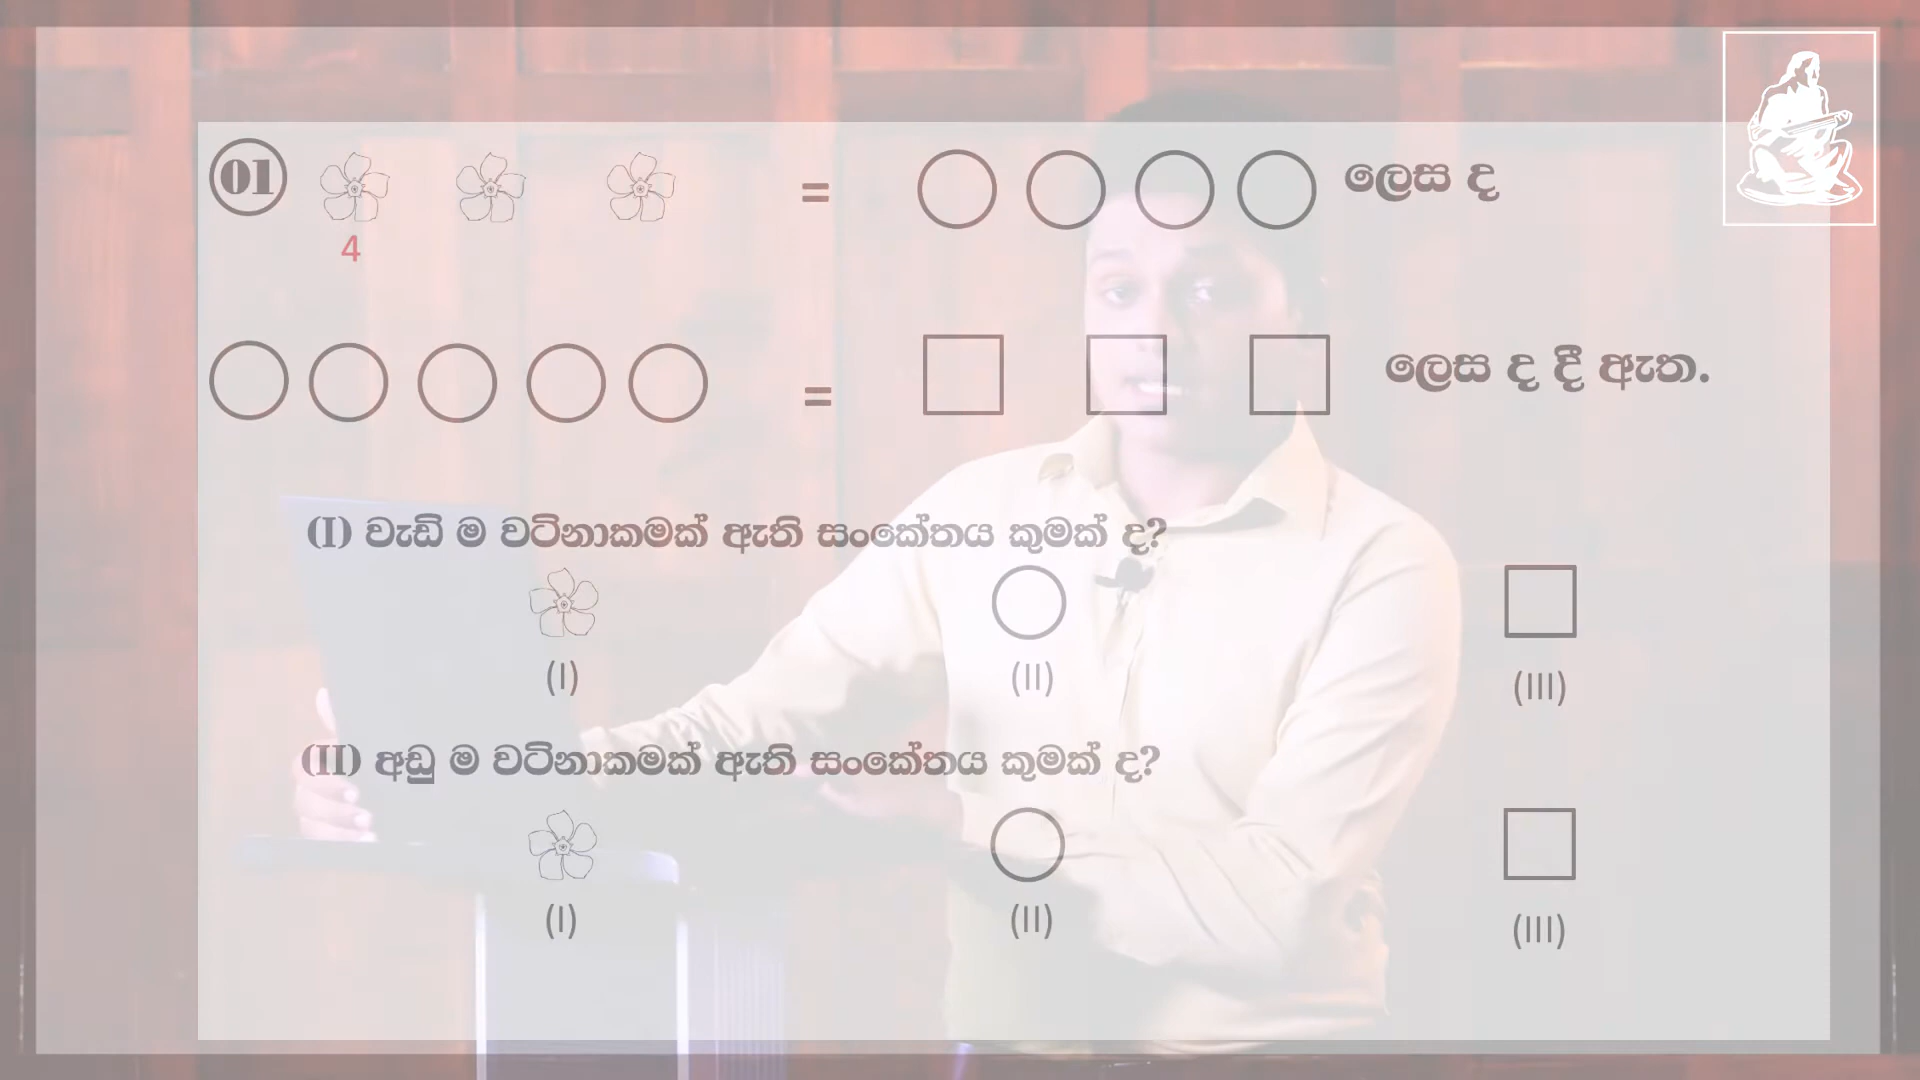 01 = ලෙස ද
4
= ලෙස ද දී ඇත.
(I) වැඩි ම වටිනාකමක් ඇති සංකේතය කුමක් ද?
(I) (II) (III)
(II) අඩු ම වටිනාකමක් ඇති සංකේතය කුමක් ද?
(I) (II) (III)